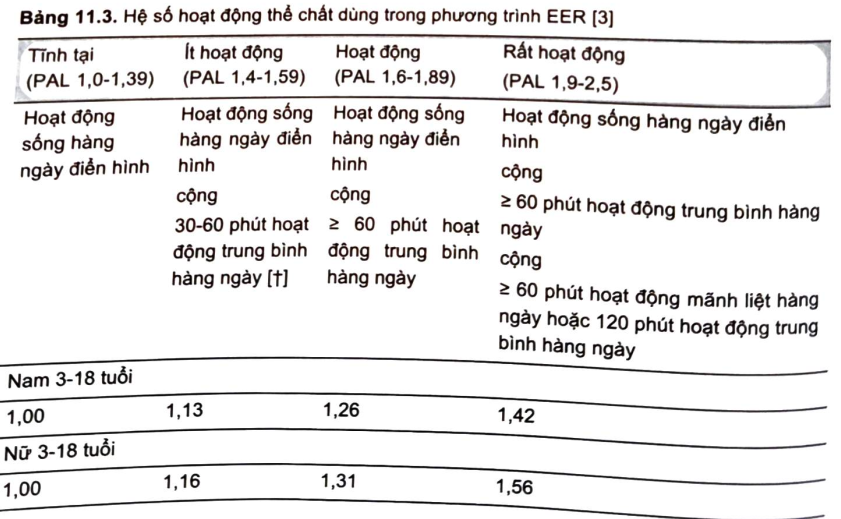 Bảng 11.3. Hệ số hoạt động thể chất dùng trong phương trình EER [3]
Tĩnh tại
(PAL 1,0-1,39)
Ít hoạt động
(PAL 1,4-1,59)
Hoạt động
(PAL 1,6-1,89)
Rất hoạt động
(PAL 1,9-2,5)
Hoạt động
sống hàng
ngày điển hình
Hoạt động sống
hàng ngày điển
hình
cộng
30-60 phút hoạt
động trung bình
hàng ngày [†]
Hoạt động sống
hàng ngày điển
hình
cộng
≥ 60 phút hoạt
động trung bình
hàng ngày
Hoạt động sống hàng ngày điển
hình
cộng
≥ 60 phút hoạt động trung bình hàng
ngày
cộng
≥ 60 phút hoạt động mãnh liệt hàng
ngày hoặc 120 phút hoạt động trung
bình hàng ngày
Nam 3-18 tuổi
1,00 1,13 1,26 1,42
Nữ 3-18 tuổi
1,00 1,16 1,31 1,56